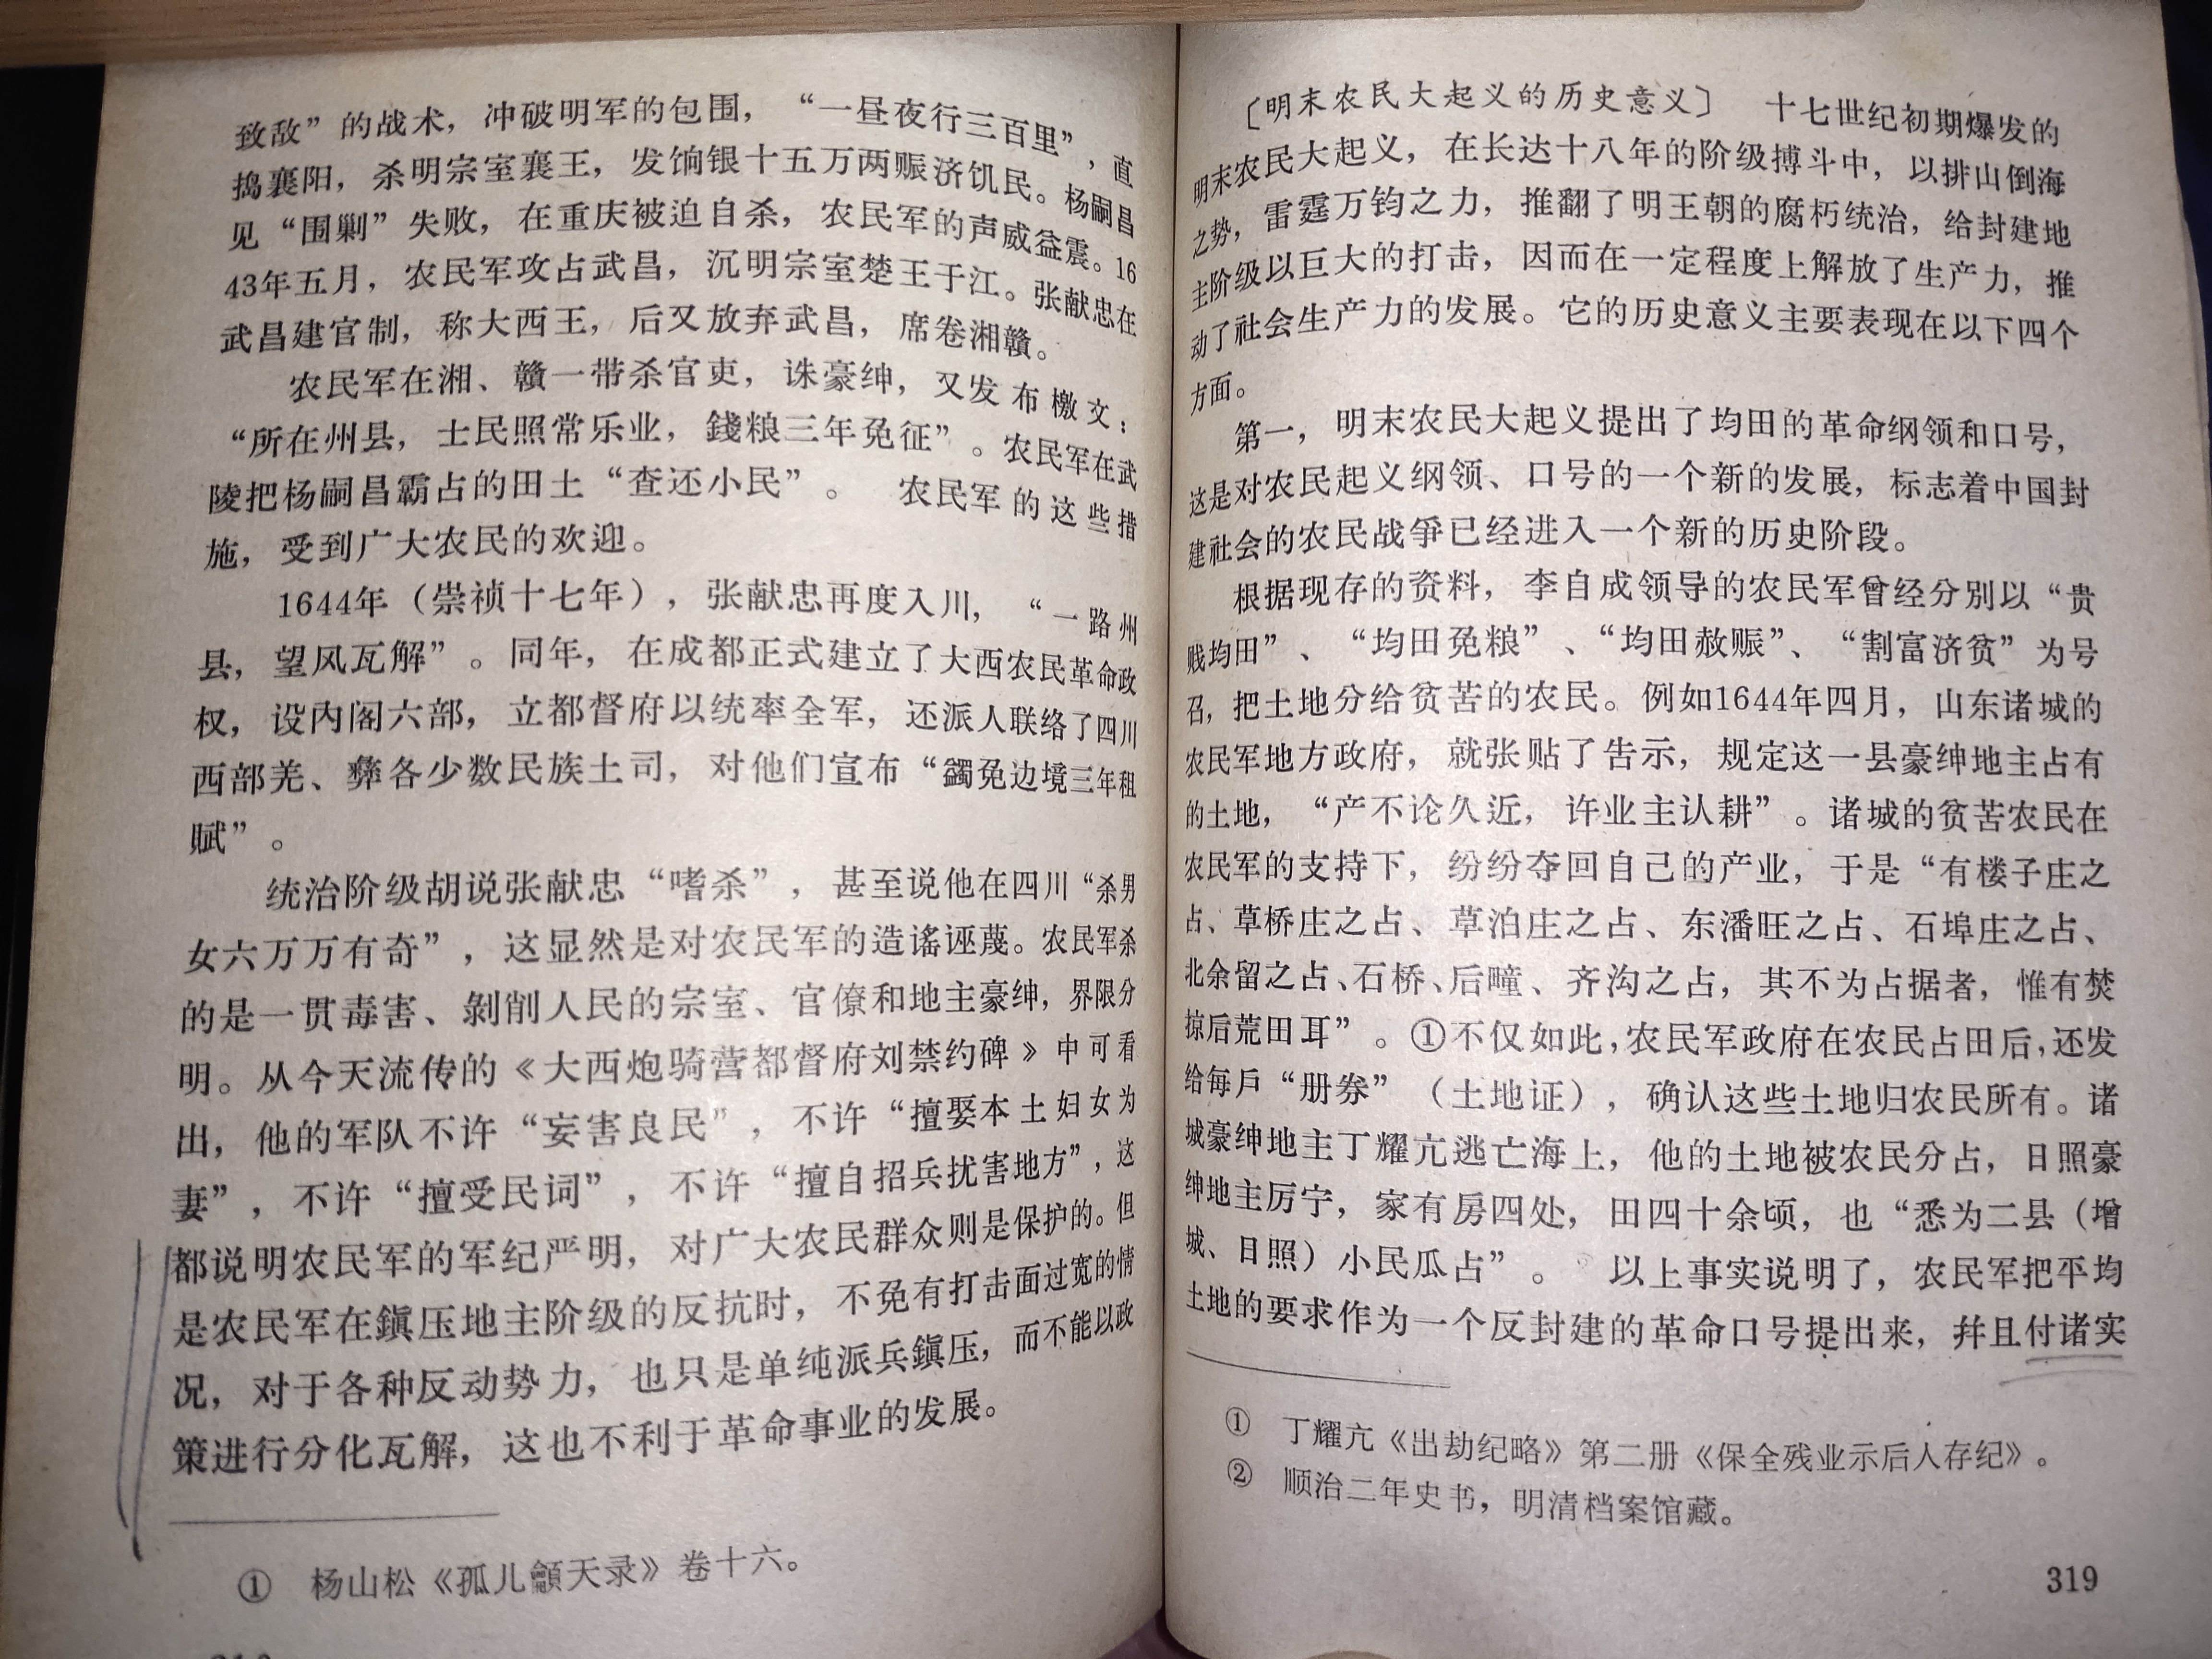 致敌”的战术，冲破明军的包围，“一昼夜行三百里”，直
捣襄阳，杀明宗室襄王，发饷银十五万两赈济饥民。杨嗣昌
见“围剿”失败，在重庆被迫自杀，农民军的声威益震。16
43年五月，农民军攻占武昌，沉明宗室楚王于江。张献忠在
武昌建官制，称大西王，后又放弃武昌，席卷湘赣。
农民军在湘、赣一带杀官吏，诛豪绅，又发布檄文：
“所在州县，士民照常乐业，錢粮三年免征”。农民军在武
陵把杨嗣昌霸占的田土“查还小民”。农民军的这些措
施，受到广大农民的欢迎。
1644年（崇祯十七年），张献忠再度入川，“一路州
县，望风瓦解”。同年，在成都正式建立了大西农民革命政
权，设内阁六部，立都督府以统率全军，还派人联络了四川
西部羌、彝各少数民族土司，对他们宣布“蠲免边境三年租
赋”。
统治阶级胡说张献忠“嗜杀”，甚至说他在四川“杀男
女六万万有奇”，这显然是对农民军的造谣诬蔑。农民军杀
的是一贯毒害、剝削人民的宗室、官僚和地主豪绅，界限分
明。从今天流传的《大西炮骑营都督府刘禁约碑》中可看
出，他的军队不许“妄害良民”，不许“擅娶本土妇女为
妻”，不许“擅受民词”，不许“擅自招兵扰害地方”，这
都说明农民军的军纪严明，对广大农民群众则是保护的。但
是农民军在鎭压地主阶级的反抗时，不免有打击面过宽的情
况，对于各种反动势力，也只是单纯派兵鎭压，而不能以政
策进行分化瓦解，这也不利于革命事业的发展。
① 杨山松《孤儿籲天录》卷十六。
［明末农民大起义的历史意义］ 十七世纪初期爆发的
明末农民大起义，在长达十八年的阶级搏斗中，以排山倒海
之势，雷霆万钧之力，推翻了明王朝的腐朽统治，给封建地
主阶级以巨大的打击，因而在一定程度上解放了生产力，推
动了社会生产力的发展。它的历史意义主要表现在以下四个
方面。
第一，明末农民大起义提出了均田的革命纲领和口号，
这是对农民起义纲领、口号的一个新的发展，标志着中国封
建社会的农民战爭已经进入一个新的历史阶段。
根据现存的资料，李自成领导的农民军曾经分別以“贵
贱均田”、“均田免粮”、“均田赦赈”、“割富济贫”为号
召，把土地分给贫苦的农民。例如1644年四月，山东诸城的
农民军地方政府，就张贴了告示，规定这一县豪绅地主占有
的土地，“产不论久近，许业主认耕”。诸城的贫苦农民在
农民军的支持下，纷纷夺回自己的产业，于是“有楼子庄之
占、草桥庄之占、草泊庄之占、东潘旺之占、石埠庄之占、
北余留之占、石桥、后疃、齐沟之占，其不为占据者，惟有焚
掠后荒田耳”。①不仅如此，农民军政府在农民占田后，还发
给每戶“册券”（土地证），确认这些土地归农民所有。诸
城豪绅地主丁耀亢逃亡海上，他的土地被农民分占，日照豪
绅地主厉宁，家有房四处，田四十余顷，也“悉为二县（增
城、日照）小民瓜占”。以上事实说明了，农民军把平均
土地的要求作为一个反封建的革命口号提出来，幷且付诸实
① 丁耀亢《出劫纪略》第二册《保全残业示后人存纪》。
② 顺治二年史书，明清档案馆藏。
319